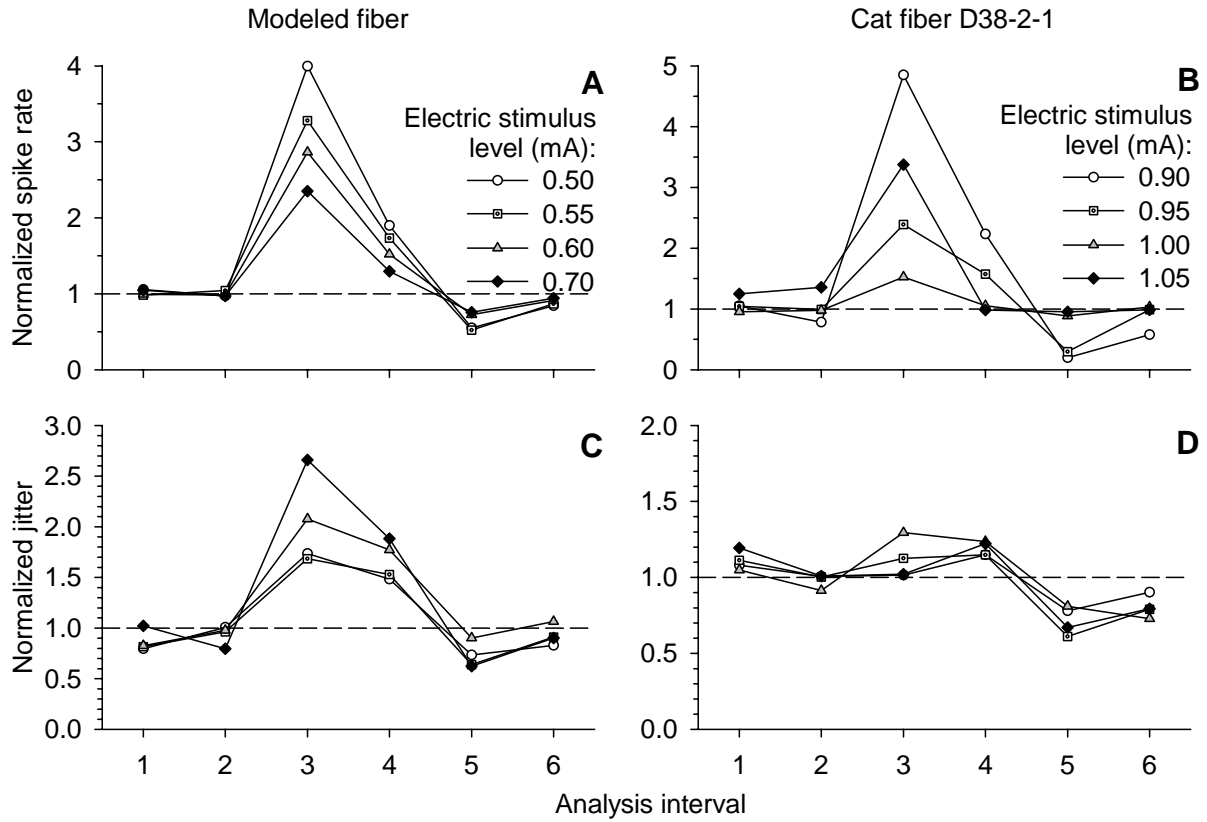 Modeled fiber
Cat fiber D38-2-1
Normalized spike rate
4
3
2
1
0
A
Electric stimulus
level (mA):
0.50
0.55
0.60
0.70
5
4
3
2
1
0
B
Electric stimulus
level (mA):
0.90
0.95
1.00
1.05
Normalized jitter
3.0
2.5
2.0
1.5
1.0
0.5
0.0
C
1 2 3 4 5 6
2.0
1.5
1.0
0.5
0.0
D
1 2 3 4 5 6
Analysis interval